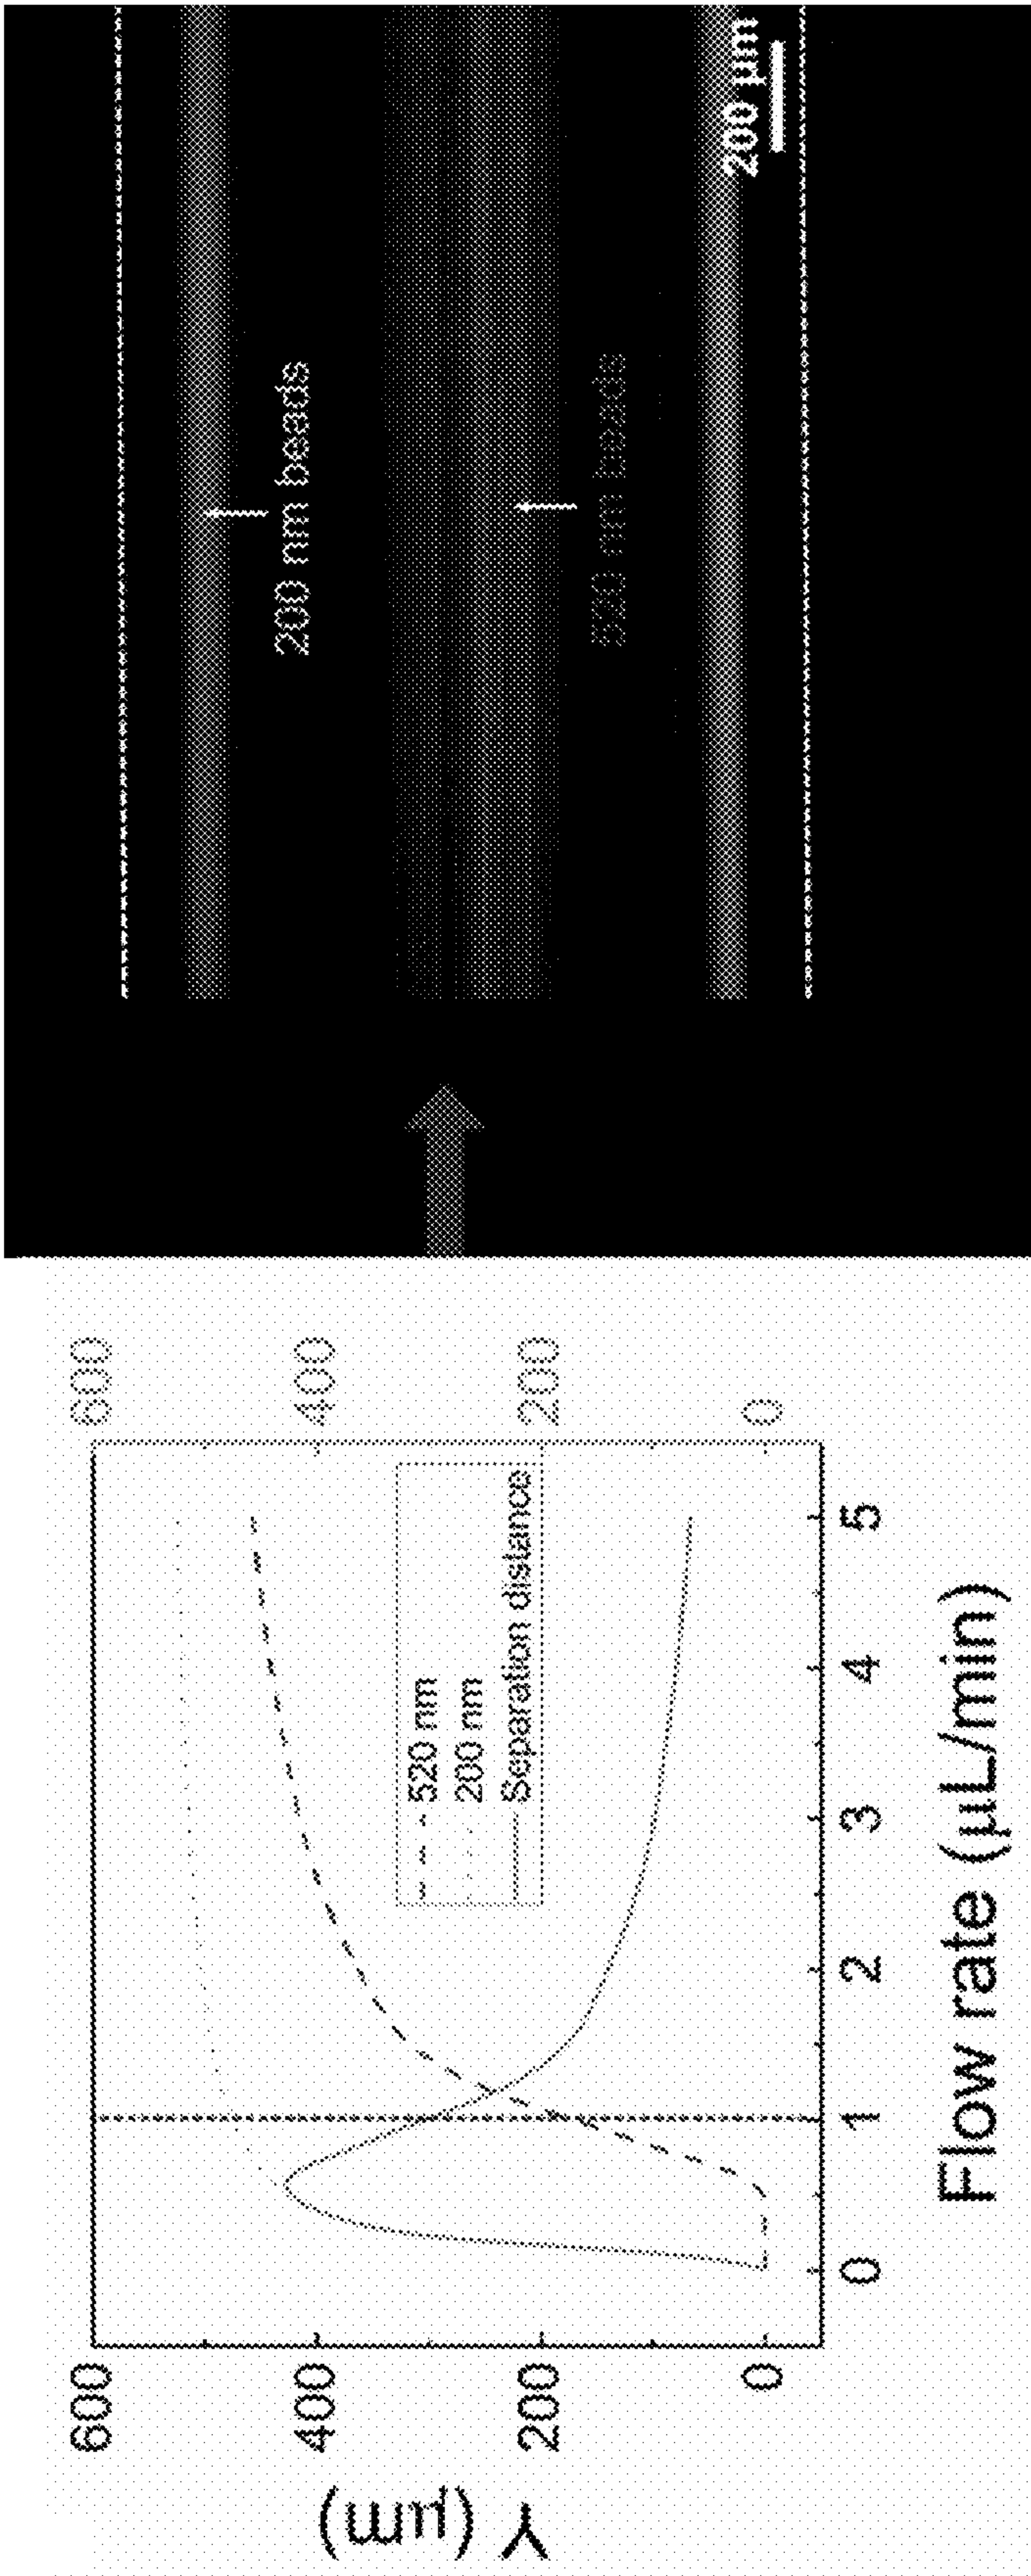 Y (µm)
600
400
200
0
0
1
2
3
4
5
Flow rate (µL/min)
520 nm
200 nm
Separation distance
600
400
200
0
200 nm beads
520 nm beads
200 µm